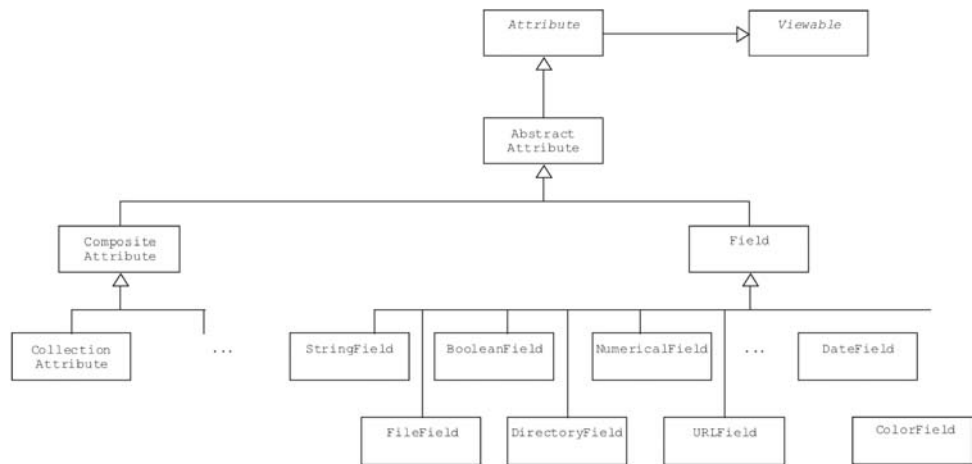 Attribute
Viewable
Abstract
Attribute
Composite
Attribute
Field
Collection
Attribute
...
StringField
BooleanField
NumericalField
...
DateField
FileField
DirectoryField
URLField
ColorField